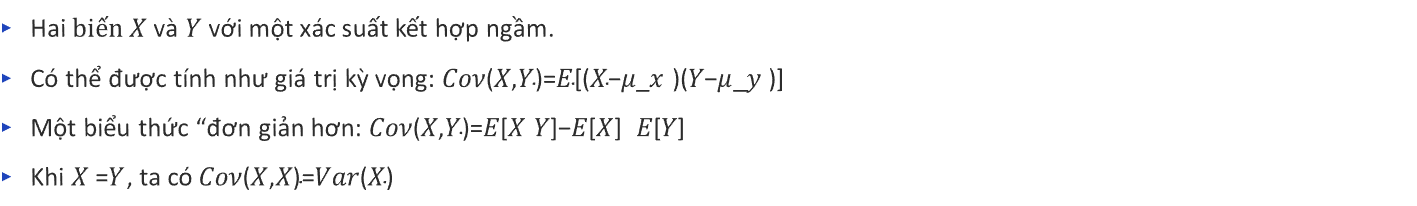 ▸ Hai biến X và Y với một xác suất kết hợp ngầm.
▸ Có thể được tính như giá trị kỳ vọng: Cov(X,Y.)=E.[(X.−μ_x )(Y−μ_y )]
▸ Một biểu thức “đơn giản hơn: Cov(X,Y.)=E[X Y]−E[X] E[Y]
▸ Khi X =Y, ta có Cov(X,X).=Var(X.)